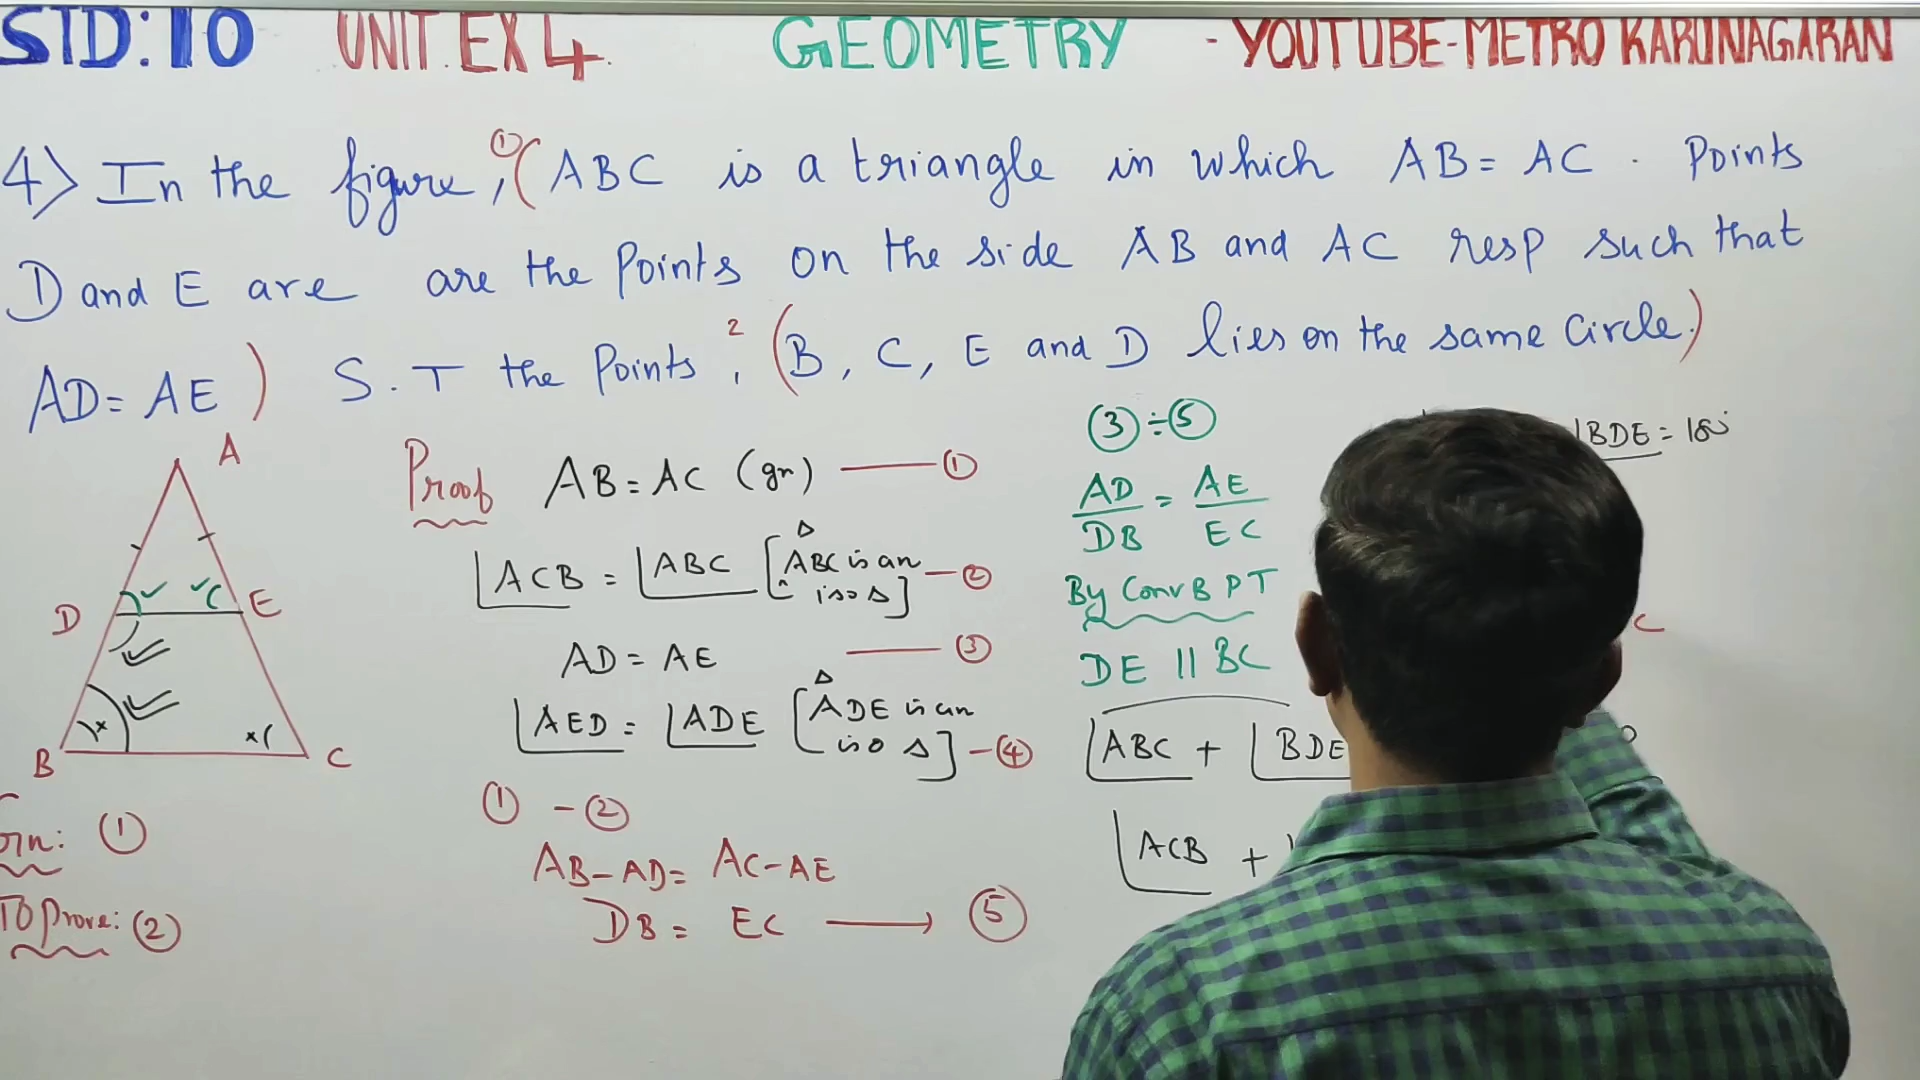 STD: 10 UNIT. EX 4. GEOMETRY - YOUTUBE-METRO KARUNAGARAN
4) In the figure, ① (ABC is a triangle in which AB = AC. Points
D and E are are the Points on the side AB and AC resp such that
AD = AE) S.T the Points, 2 (B, C, E and D lies on the same circle.)
A
D E
B C
x x
①
To Prove: ②
Proof AB = AC (gn) — ①
∠ACB = ∠ABC [△ABC is an
iso △] — ②
AD = AE — ③
∠AED = ∠ADE [△ADE is an
iso △] — ④
① - ②
AB - AD = AC - AE
DB = EC → ⑤
③ ÷ ⑤
AD/DB = AE/EC
By Conv B P T
DE || BC
∠ABC + ∠BDE
∠ACB +
∠BDE = 180
C